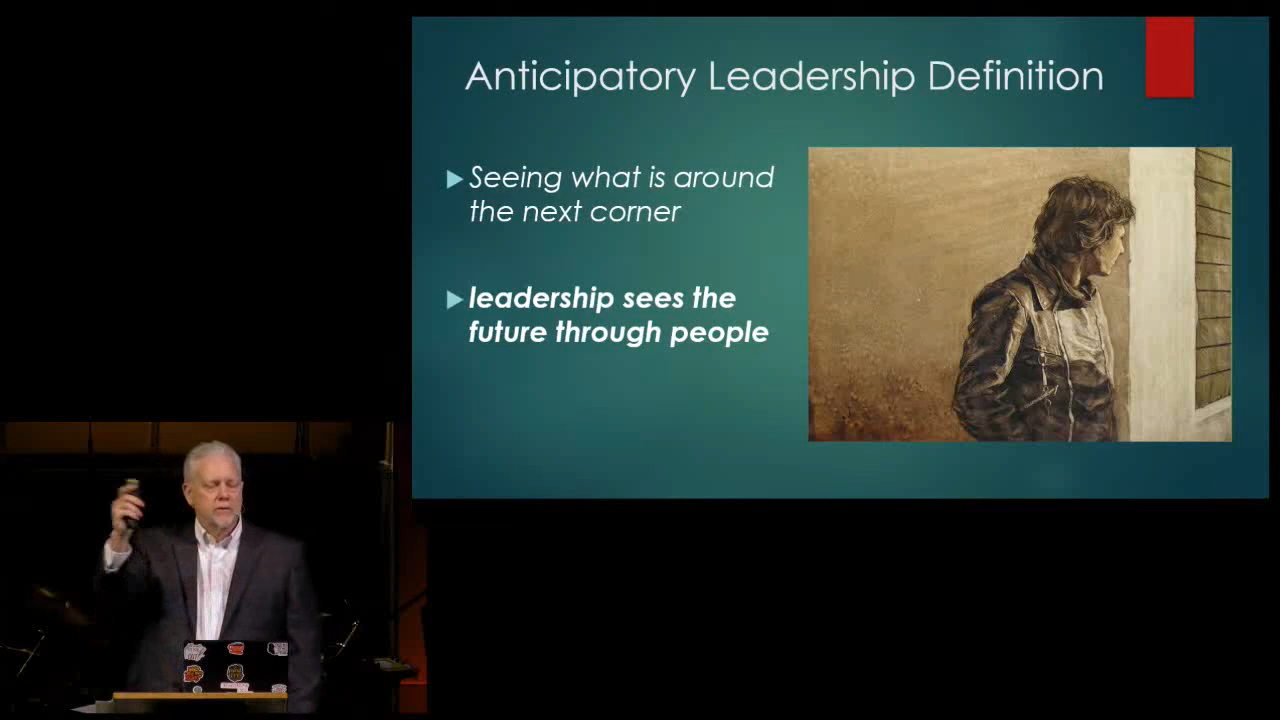 Anticipatory Leadership Definition
Seeing what is around
the next corner
leadership sees the
future through people